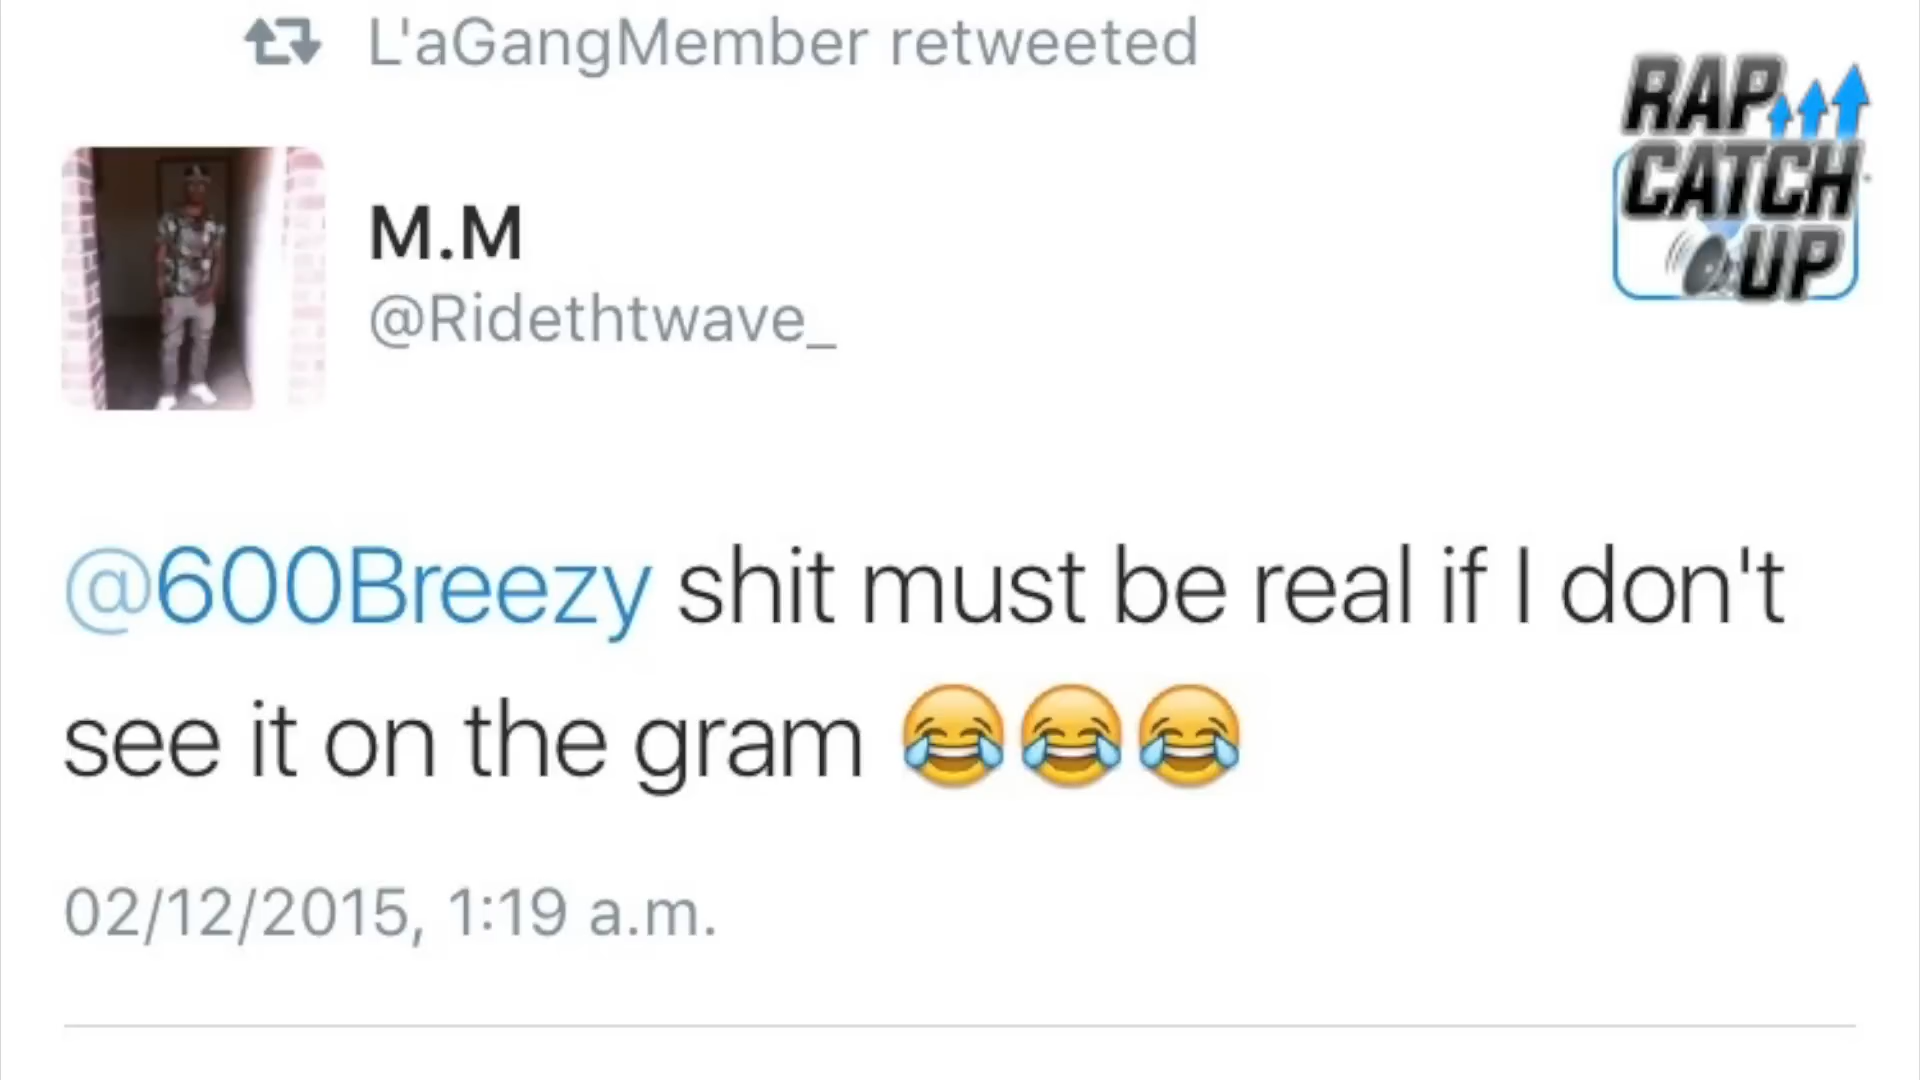 L'aGangMember retweeted
RAP
CATCH
UP
M.M
@Ridethtwave_
@600Breezy shit must be real if I don't
see it on the gram 😂😂😂
02/12/2015, 1:19 a.m.